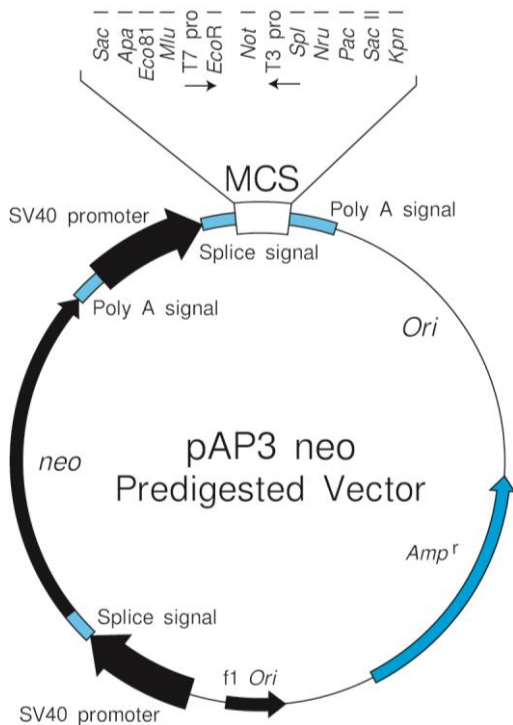 Sac I
Apa I
Eco81 I
Mlu I
T7 pro
EcoR I
Not I
T3 pro
Spl I
Nru I
Pac I
Sac II
Kpn I
MCS
SV40 promoter
Poly A signal
Splice signal
Poly A signal
Ori
neo
pAP3 neo
Predigested Vector
Amp r
Splice signal
f1 Ori
SV40 promoter